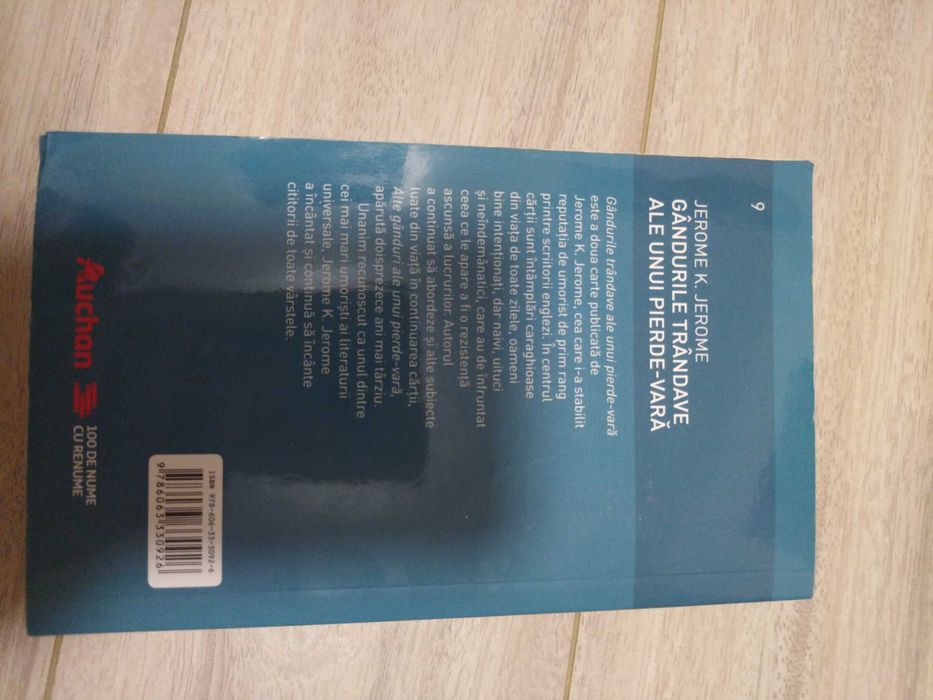 9
JEROME K. JEROME
GÂNDURILE TRÂNDAVE
ALE UNUI PIERDE-VARĂ
Gândurile trândave ale unui pierde-vară
este a doua carte publicată de
Jerome K. Jerome, cea care i-a stabilit
reputația de umorist de prim rang
printre scriitorii englezi. În centrul
cărții sunt întâmplări caraghioase
din viața de toate zilele, oameni
bine intenționați, dar naivi, uituci
și neîndemânatici, care au de înfruntat
ceea ce le apare a fi o rezistență
ascunsă a lucrurilor. Autorul
a continuat să abordeze și alte subiecte
luate din viață în continuarea cărții,
Alte gânduri ale unui pierde-vară,
apărută doisprezece ani mai târziu.
Unanim recunoscut ca unul dintre
cei mai mari umoriști ai literaturii
universale, Jerome K. Jerome
a încântat și continuă să încânte
cititorii de toate vârstele.
Auchan
100 DE NUME
CU RENUME
ISBN 978-606-33-3092-6
9 786063 330926